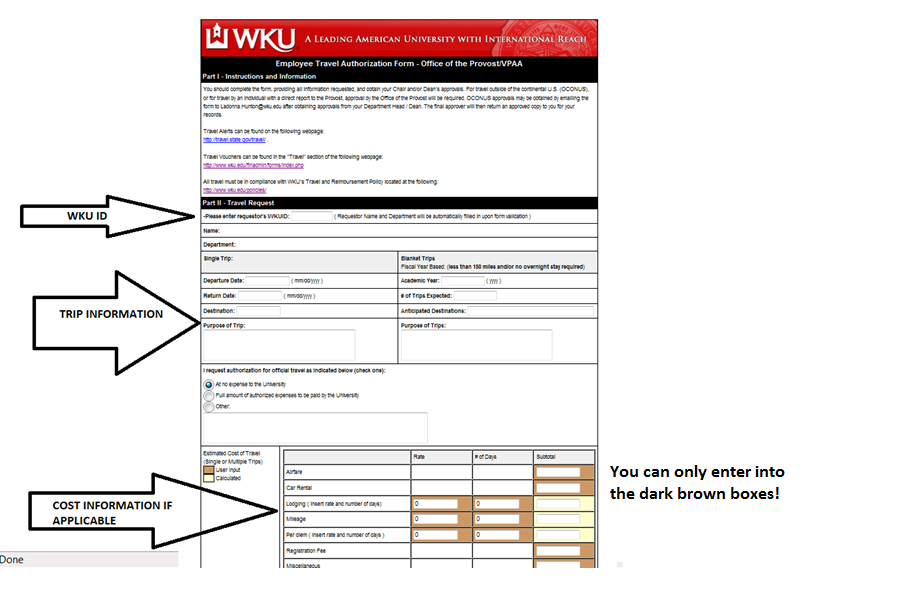 WKU A LEADING AMERICAN UNIVERSITY WITH INTERNATIONAL REACH
Employee Travel Authorization Form - Office of the Provost/VPAA
Part I - Instructions and Information
You should complete the form, providing all information requested, and obtain your Chair and/or Dean's approvals. For travel outside of the continental U.S. (OCONUS),
or for travel by an individual with a direct report to the Provost, approval by the Office of the Provost will be required. OCONUS approvals may be obtained by emailing the
form to Ladonna.Hunton@wku.edu after obtaining approvals from your Department Head / Dean. The final approver will then return an approved copy to you for your
records.
Travel Alerts can be found on the following webpage:
http://travel.state.gov/travel/ .
Travel Vouchers can be found in the "Travel" section of the following webpage:
http://www.wku.edu/finadmin/forms/index.php
All travel must be in compliance with WKU's Travel and Reimbursement Policy located at the following:
http://www.wku.edu/policies/
Part II - Travel Request
WKU ID
-Please enter requestor's WKUID: ( Requestor Name and Department will be automatically filled in upon form validation )
Name:
Department:
Single Trip:
Blanket Trips
Fiscal Year Based: (less than 150 miles and/or no overnight stay required)
Departure Date: ( mm/dd/yyyy ) Academic Year: ( yyyy )
Return Date: ( mm/dd/yyyy ) # of Trips Expected:
TRIP INFORMATION
Destination: Anticipated Destinations:
Purpose of Trip: Purpose of Trips:
I request authorization for official travel as indicated below (check one):
At no expense to the University
Full amount of authorized expenses to be paid by the University
Other:
Estimated Cost of Travel
(Single or Multiple Trips)
User Input
Calculated
Rate # of Days Subtotal
Airfare
Car Rental
Lodging ( insert rate and number of days) 0 0
Mileage 0 0
Per diem ( insert rate and number of days ) 0 0
Registration Fee
Miscellaneous
COST INFORMATION IF
APPLICABLE
You can only enter into
the dark brown boxes!
Done